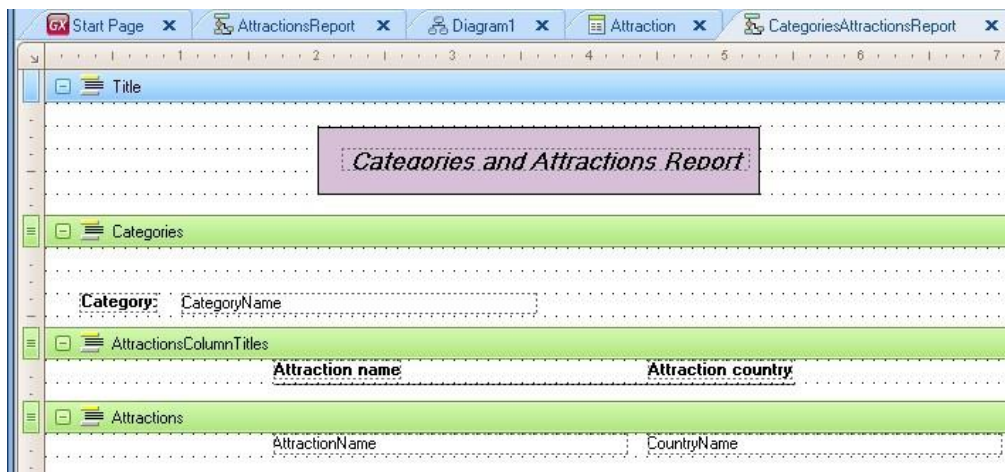 GX Start Page x AttractionsReport x Diagram1 x Attraction x CategoriesAttractionsReport x
1 2 3 4 5 6 7
Title
Categories and Attractions Report
Categories
Category: CategoryName
AttractionsColumnTitles
Attraction name Attraction country
Attractions
AttractionName CountryName